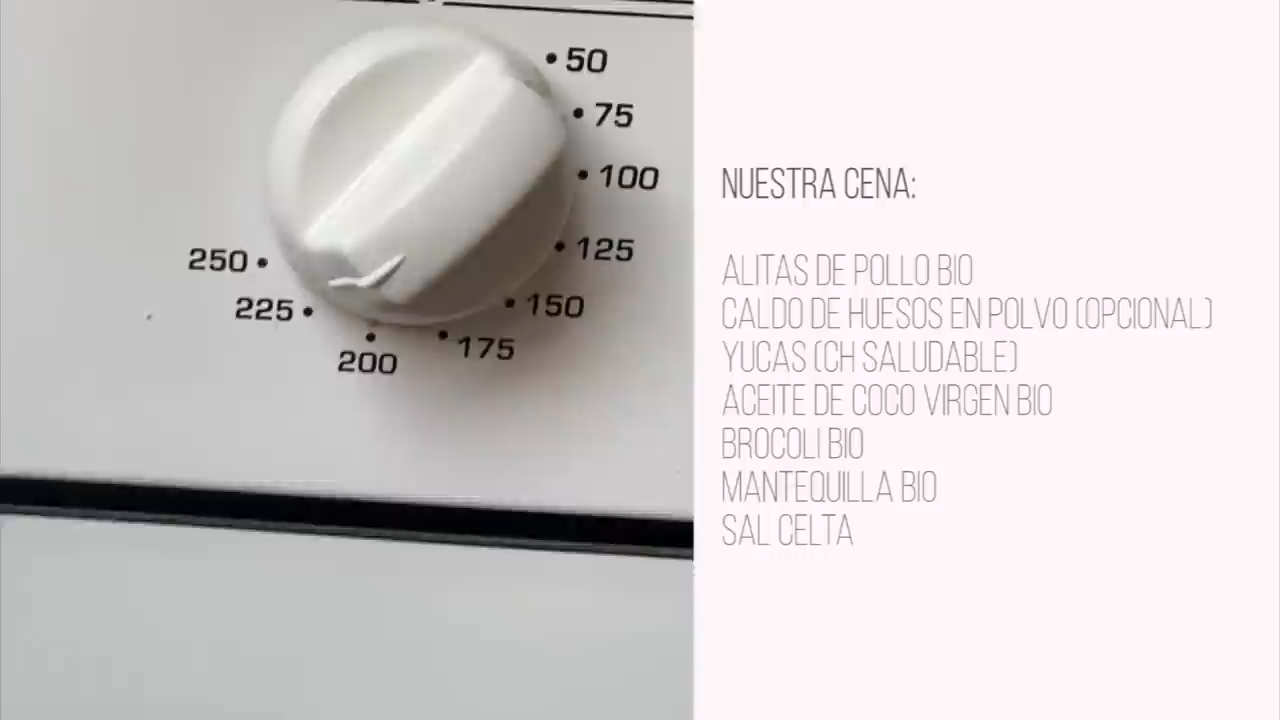 50
75
100
125
150
175
200
225
250
NUESTRA CENA:
ALITAS DE POLLO BIO
CALDO DE HUESOS EN POLVO (OPCIONAL)
YUCAS (CH SALUDABLE)
ACEITE DE COCO VIRGEN BIO
BROCOLI BIO
MANTEQUILLA BIO
SAL CELTA